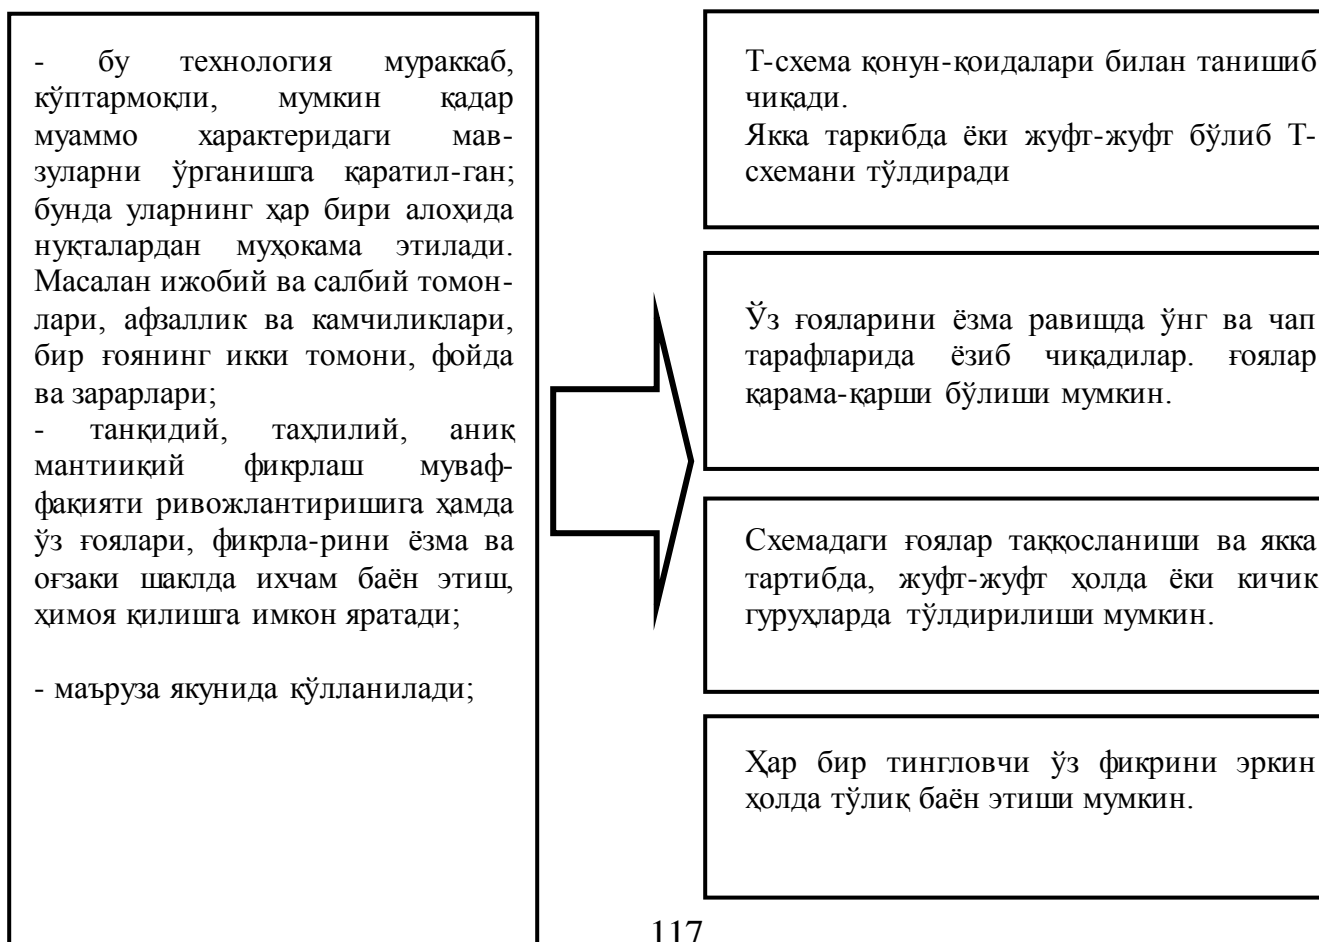 - бу технология мураккаб,
кўптармоқли, мумкин қадар
муаммо характеридаги мав-
зуларни ўрганишга қаратил-ган;
бунда уларнинг ҳар бири алоҳида
нуқталардан муҳокама этилади.
Масалан ижобий ва салбий томон-
лари, афзаллик ва камчиликлари,
бир ғоянинг икки томони, фойда
ва зарарлари;
- танқидий, таҳлилий, аниқ
мантииқий фикрлаш муваф-
фақияти ривожлантиришига ҳамда
ўз ғоялари, фикрла-рини ёзма ва
оғзаки шаклда ихчам баён этиш,
ҳимоя қилишга имкон яратади;
- маъруза якунида қўлланилади;
Т-схема қонун-қоидалари билан танишиб
чиқади.
Якка таркибда ёки жуфт-жуфт бўлиб Т-
схемани тўлдиради
Ўз ғояларини ёзма равишда ўнг ва чап
тарафларида ёзиб чиқадилар. ғоялар
қарама-қарши бўлиши мумкин.
Схемадаги ғоялар таққосланиши ва якка
тартибда, жуфт-жуфт ҳолда ёки кичик
гуруҳларда тўлдирилиши мумкин.
Ҳар бир тингловчи ўз фикрини эркин
ҳолда тўлиқ баён этиши мумкин.
117